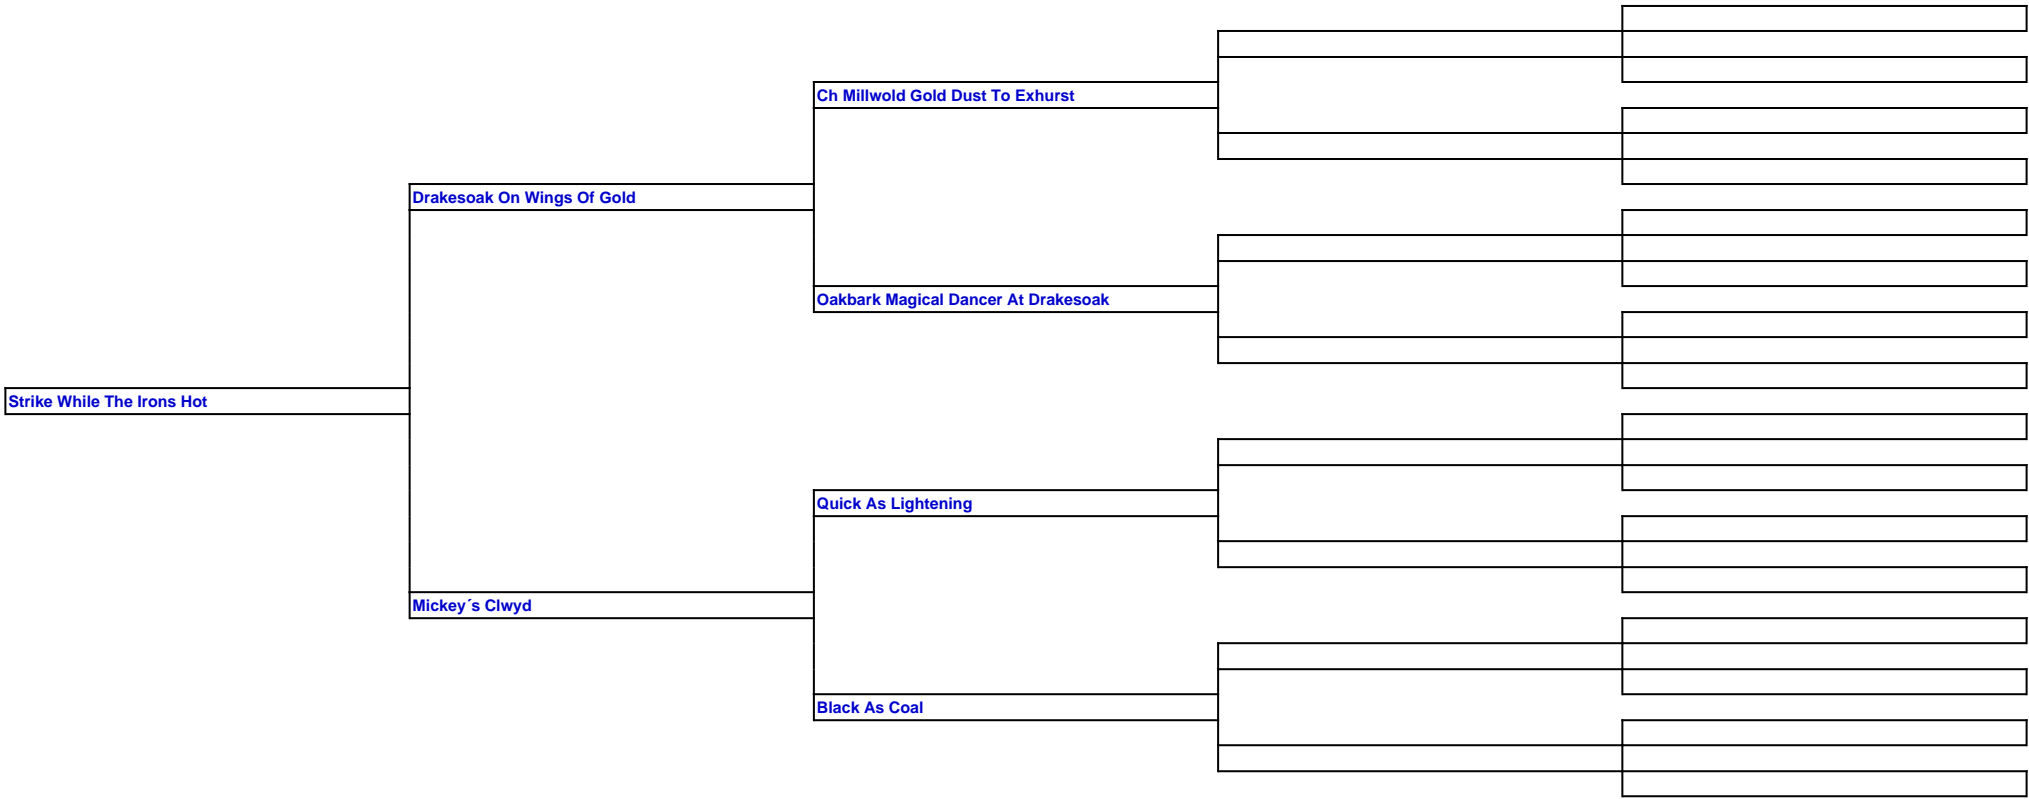 Ch Millwold Gold Dust To Exhurst
Drakesoak On Wings Of Gold
Oakbark Magical Dancer At Drakesoak
Strike While The Irons Hot
Quick As Lightening
Mickey´s Clwyd
Black As Coal